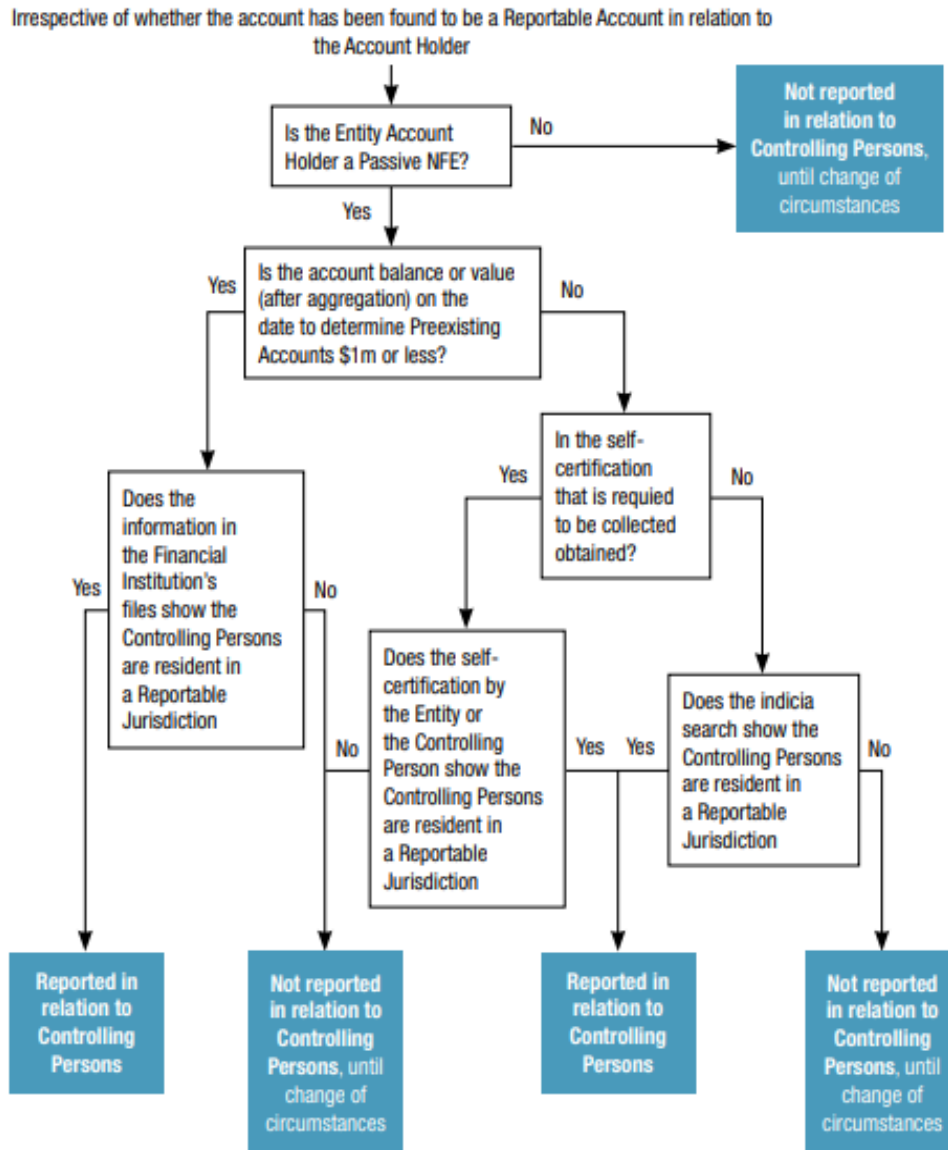 Irrespective of whether the account has been found to be a Reportable Account in relation to
the Account Holder
Is the Entity Account
Holder a Passive NFE?
No
Not reported
in relation to
Controlling Persons,
until change of
circumstances
Yes
Yes
Is the account balance or value
(after aggregation) on the
date to determine Preexisting
Accounts $1m or less?
No
In the self-
certification
that is requied
to be collected
obtained?
Yes
No
Does the
information in
the Financial
Institution's
files show the
Controlling Persons
are resident in
a Reportable
Jurisdiction
Yes
No
Does the self-
certification by
the Entity or
the Controlling
Person show the
Controlling Persons
are resident in
a Reportable
Jurisdiction
No
Yes
Yes
Does the indicia
search show the
Controlling Persons
are resident in
a Reportable
Jurisdiction
No
Reported in
relation to
Controlling
Persons
Not reported
in relation to
Controlling
Persons, until
change of
circumstances
Reported in
relation to
Controlling
Persons
Not reported
in relation to
Controlling
Persons, until
change of
circumstances